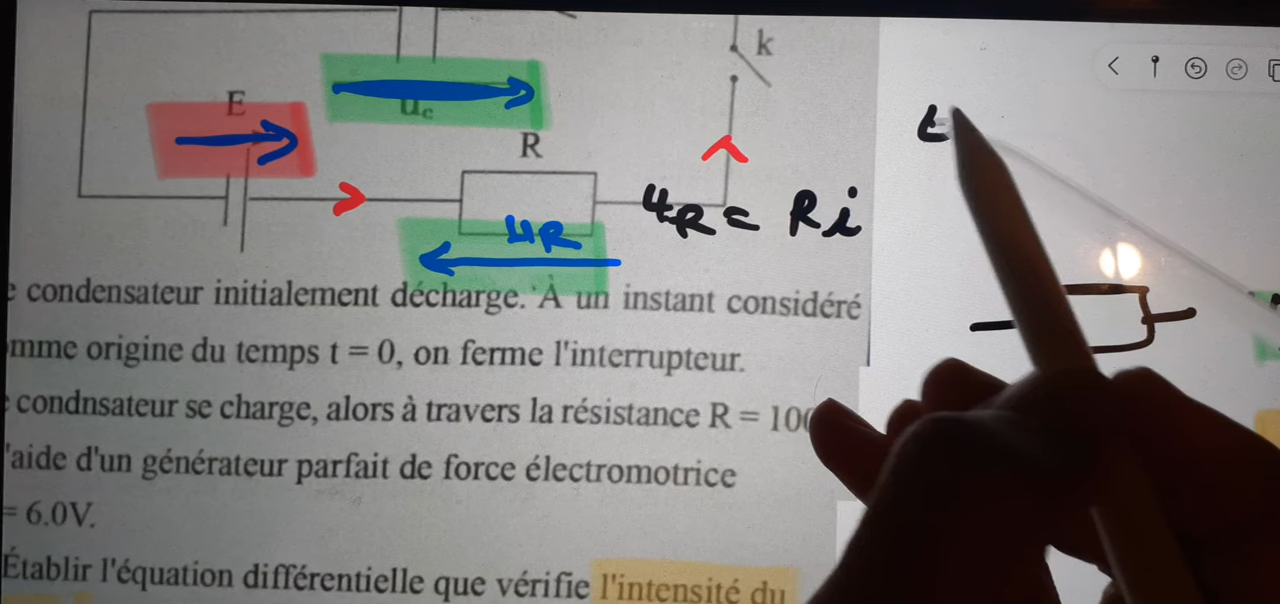 k
E
uc
R
uR = Ri
E
uR
condensateur initialement décharge. À un instant considéré
mme origine du temps t = 0, on ferme l'interrupteur.
condnsateur se charge, alors à travers la résistance R = 100
'aide d'un générateur parfait de force électromotrice
= 6.0V.
Établir l'équation différentielle que vérifie l'intensité du